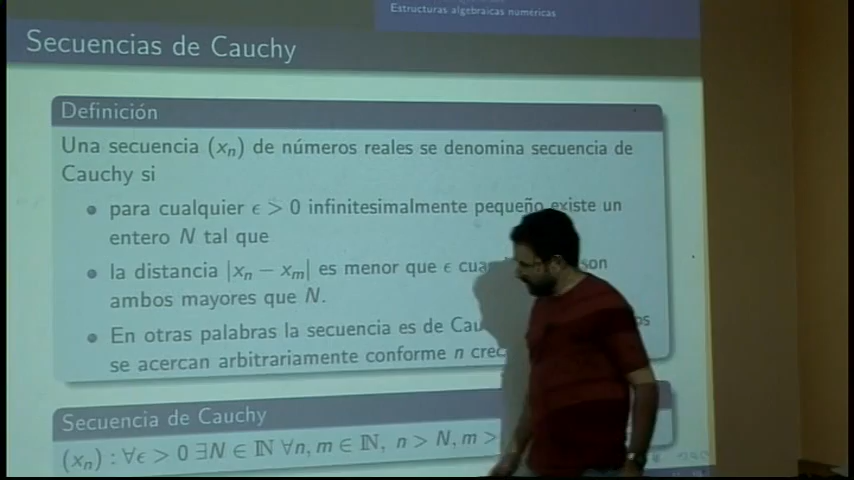 Estructuras algebraicas numéricas
Secuencias de Cauchy
Definición
Una secuencia (xₙ) de números reales se denomina secuencia de
Cauchy si
para cualquier ϵ > 0 infinitesimalmente pequeño existe un
entero N tal que
la distancia |xₙ − xₘ| es menor que ϵ son
ambos mayores que N.
En otras palabras la secuencia es de
se acercan arbitrariamente conforme n
Secuencia de Cauchy
(xₙ) : ∀ϵ > 0 ∃N ∈ ℕ ∀n, m ∈ ℕ, n > N, m >